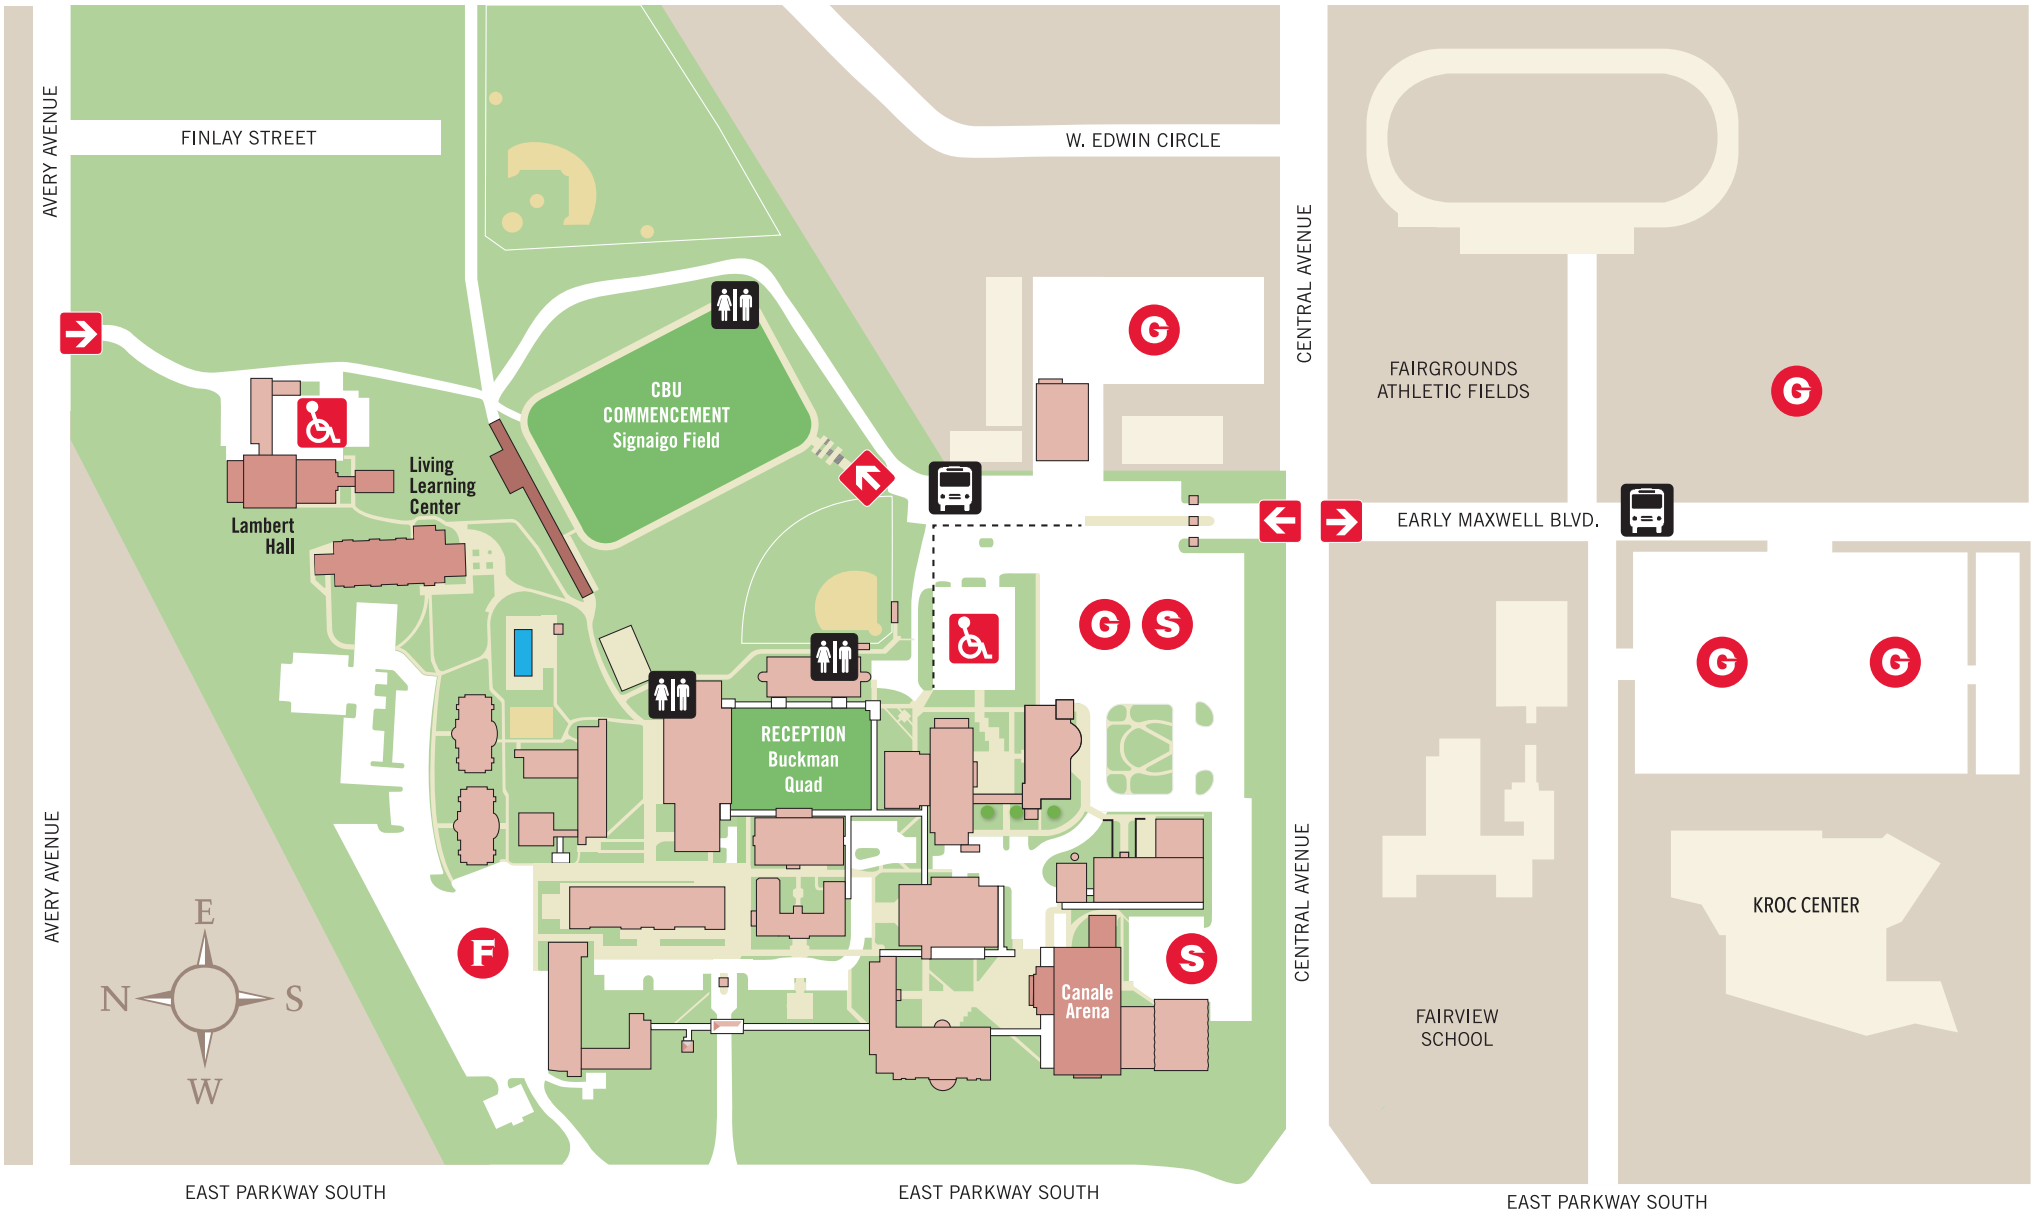 AVERY AVENUE
FINLAY STREET
W. EDWIN CIRCLE
CENTRAL AVENUE
G
FAIRGROUNDS
ATHLETIC FIELDS
G
CBU
COMMENCEMENT
Signaigo Field
Living
Learning
Center
Lambert
Hall
EARLY MAXWELL BLVD.
G
S
G
G
RECEPTION
Buckman
Quad
AVERY AVENUE
CENTRAL AVENUE
KROC CENTER
E
N
S
W
F
S
Canale
Arena
FAIRVIEW
SCHOOL
EAST PARKWAY SOUTH
EAST PARKWAY SOUTH
EAST PARKWAY SOUTH